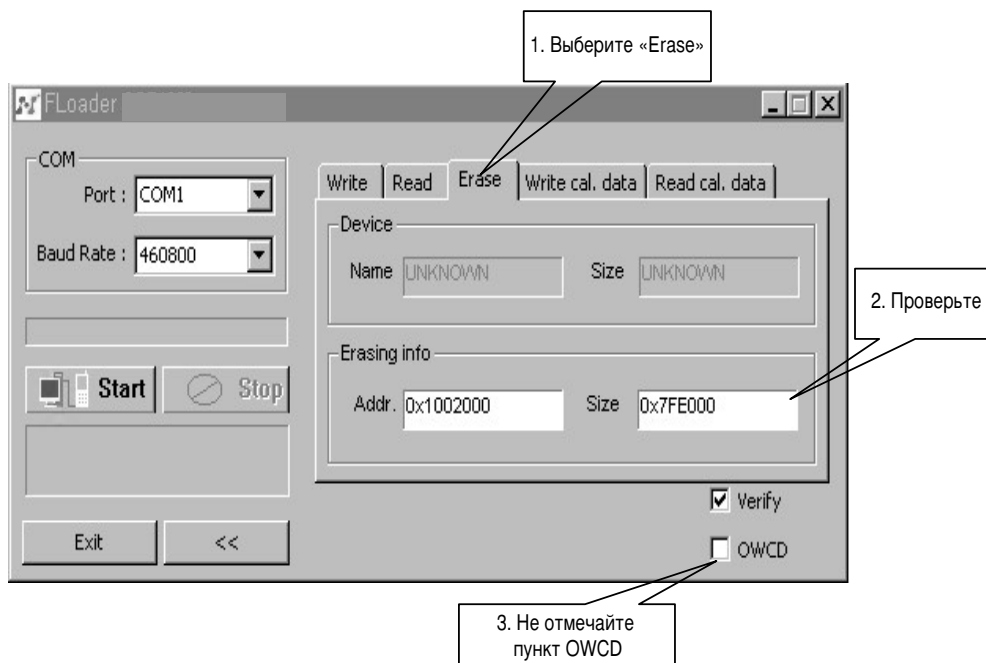 1. Выберите «Erase»
FLoader
COM
Port : COM1
Baud Rate : 460800
Write Read Erase Write cal. data Read cal. data
Device
Name UNKNOWN Size UNKNOWN
2. Проверьте
Erasing info
Addr. 0x1002000 Size 0x7FE000
Start Stop
Verify
Exit <<
OWCD
3. Не отмечайте
пункт OWCD